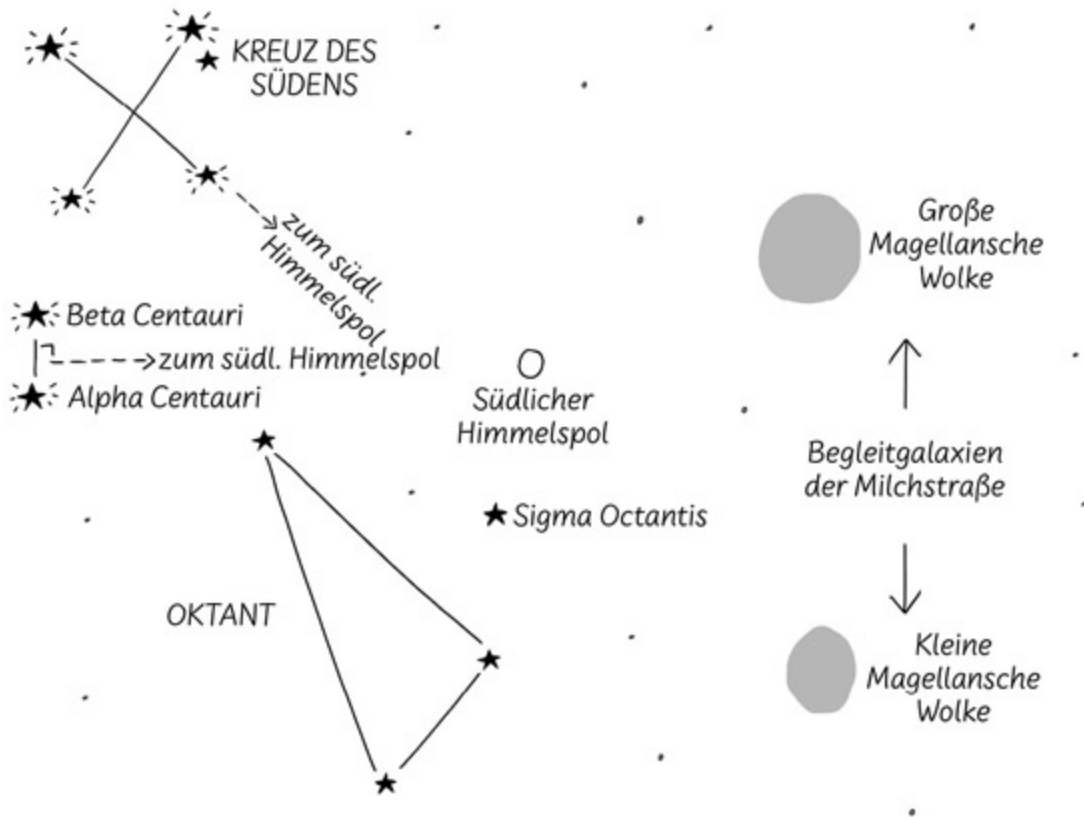 KREUZ DES
SÜDENS
zum südl.
Himmelspol
Große
Magellansche
Wolke
Beta Centauri
zum südl. Himmelspol
Alpha Centauri
Südlicher
Himmelspol
Begleitgalaxien
der Milchstraße
Sigma Octantis
OKTANT
Kleine
Magellansche
Wolke